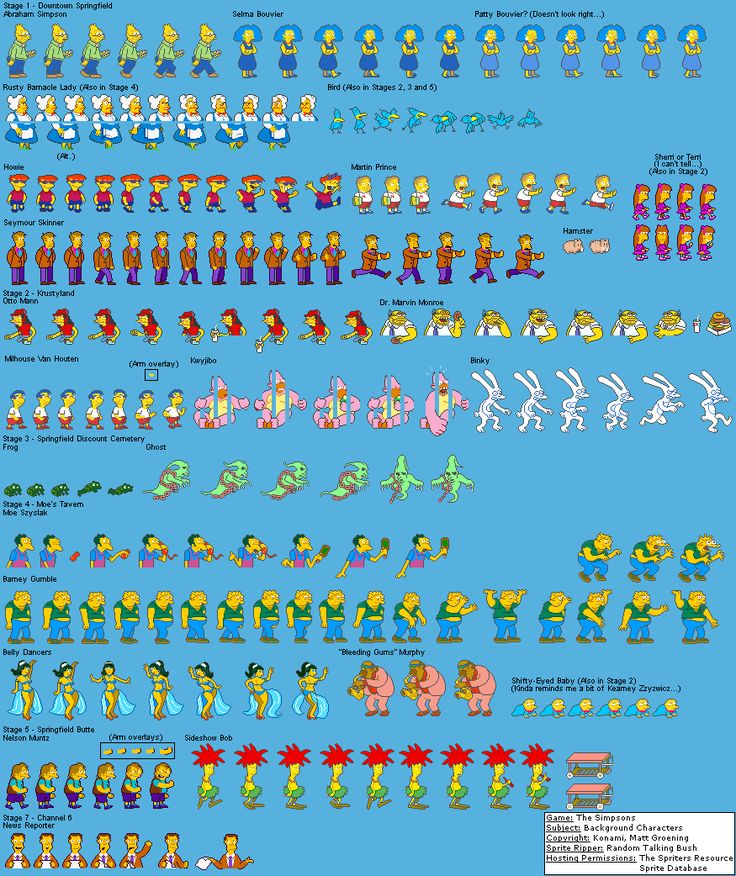 Stage 1 - Downtown Springfield
Abraham Simpson
Selma Bouvier
Patty Bouvier? (Doesn't look right...)
Rusty Barnacle Lady (Also in Stage 4)
Bird (Also in Stages 2, 3 and 5)
(Alt.)
Howie
Martin Prince
Sherri or Terri
(I can't tell...)
(Also in Stage 2)
Seymour Skinner
Hamster
Stage 2 - Krustyland
Otto Mann
Dr. Marvin Monroe
Milhouse Van Houten
(Arm overlay)
Kwyjibo
Binky
Stage 3 - Springfield Discount Cemetery
Frog
Ghost
Stage 4 - Moe's Tavern
Moe Szyslak
Barney Gumble
Belly Dancers
"Bleeding Gums" Murphy
Shifty-Eyed Baby (Also in Stage 2)
(Kinda reminds me a bit of Kearney Zzyzwicz...)
Stage 5 - Springfield Butte
Nelson Muntz
(Arm overlays)
Sideshow Bob
Stage 7 - Channel 6
News Reporter
Game: The Simpsons
Subject: Background Characters
Copyright: Konami, Matt Groening
Sprite Ripper: Random Talking Bush
Hosting Permissions: The Spriters Resource
Sprite Database